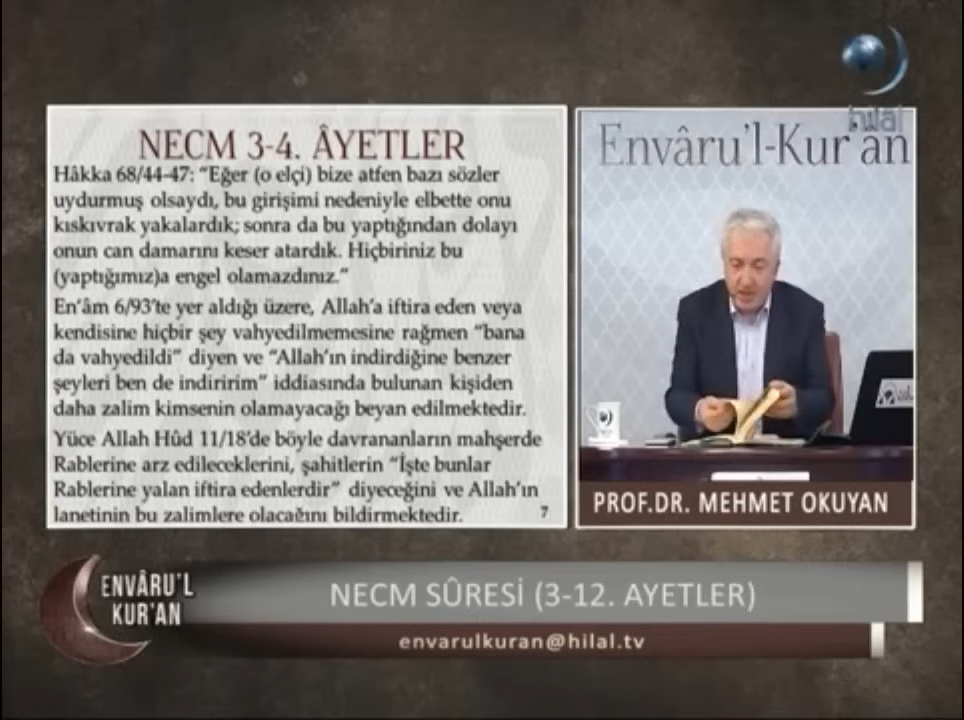 hilal
NECM 3-4. ÂYETLER
Hâkka 68/44-47: “Eğer (o elçi) bize atfen bazı sözler
uydurmuş olsaydı, bu girişimi nedeniyle elbette onu
kıskıvrak yakalardık; sonra da bu yaptığından dolayı
onun can damarını keser atardık. Hiçbiriniz bu
(yaptığımız)a engel olamazdınız.”
En’âm 6/93’te yer aldığı üzere, Allah’a iftira eden veya
kendisine hiçbir şey vahyedilmemesine rağmen “bana
da vahyedildi” diyen ve “Allah’ın indirdiğine benzer
şeyleri ben de indiririm” iddiasında bulunan kişiden
daha zalim kimsenin olamayacağı beyan edilmektedir.
Yüce Allah Hûd 11/18’de böyle davrananların mahşerde
Rablerine arz edileceklerini, şahitlerin “İşte bunlar
Rablerine yalan iftira edenlerdir” diyeceğini ve Allah’ın
lanetinin bu zalimlere olacağını bildirmektedir.
7
Envâru’l-Kur’an
PROF.DR. MEHMET OKUYAN
ENVÂRU’L
KUR’AN
NECM SÛRESİ (3-12. AYETLER)
envarulkuran@hilal.tv